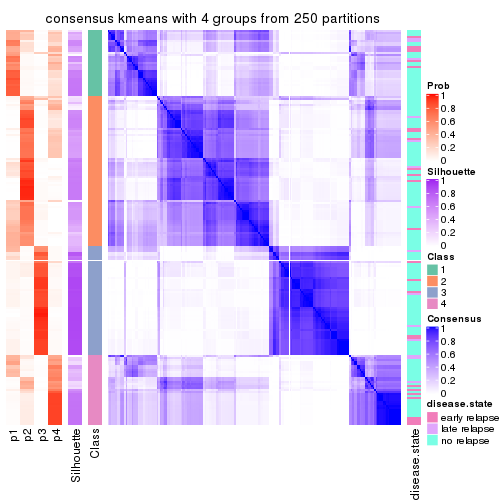 consensus kmeans with 4 groups from 250 partitions
Prob
1
0.8
0.6
0.4
0.2
0
Silhouette
1
0.8
0.6
0.4
0.2
0
Class
1
2
3
4
Consensus
1
0.8
0.6
0.4
0.2
0
disease.state
early relapse
late relapse
no relapse
p1
p2
p3
p4
Silhouette
Class
disease.state